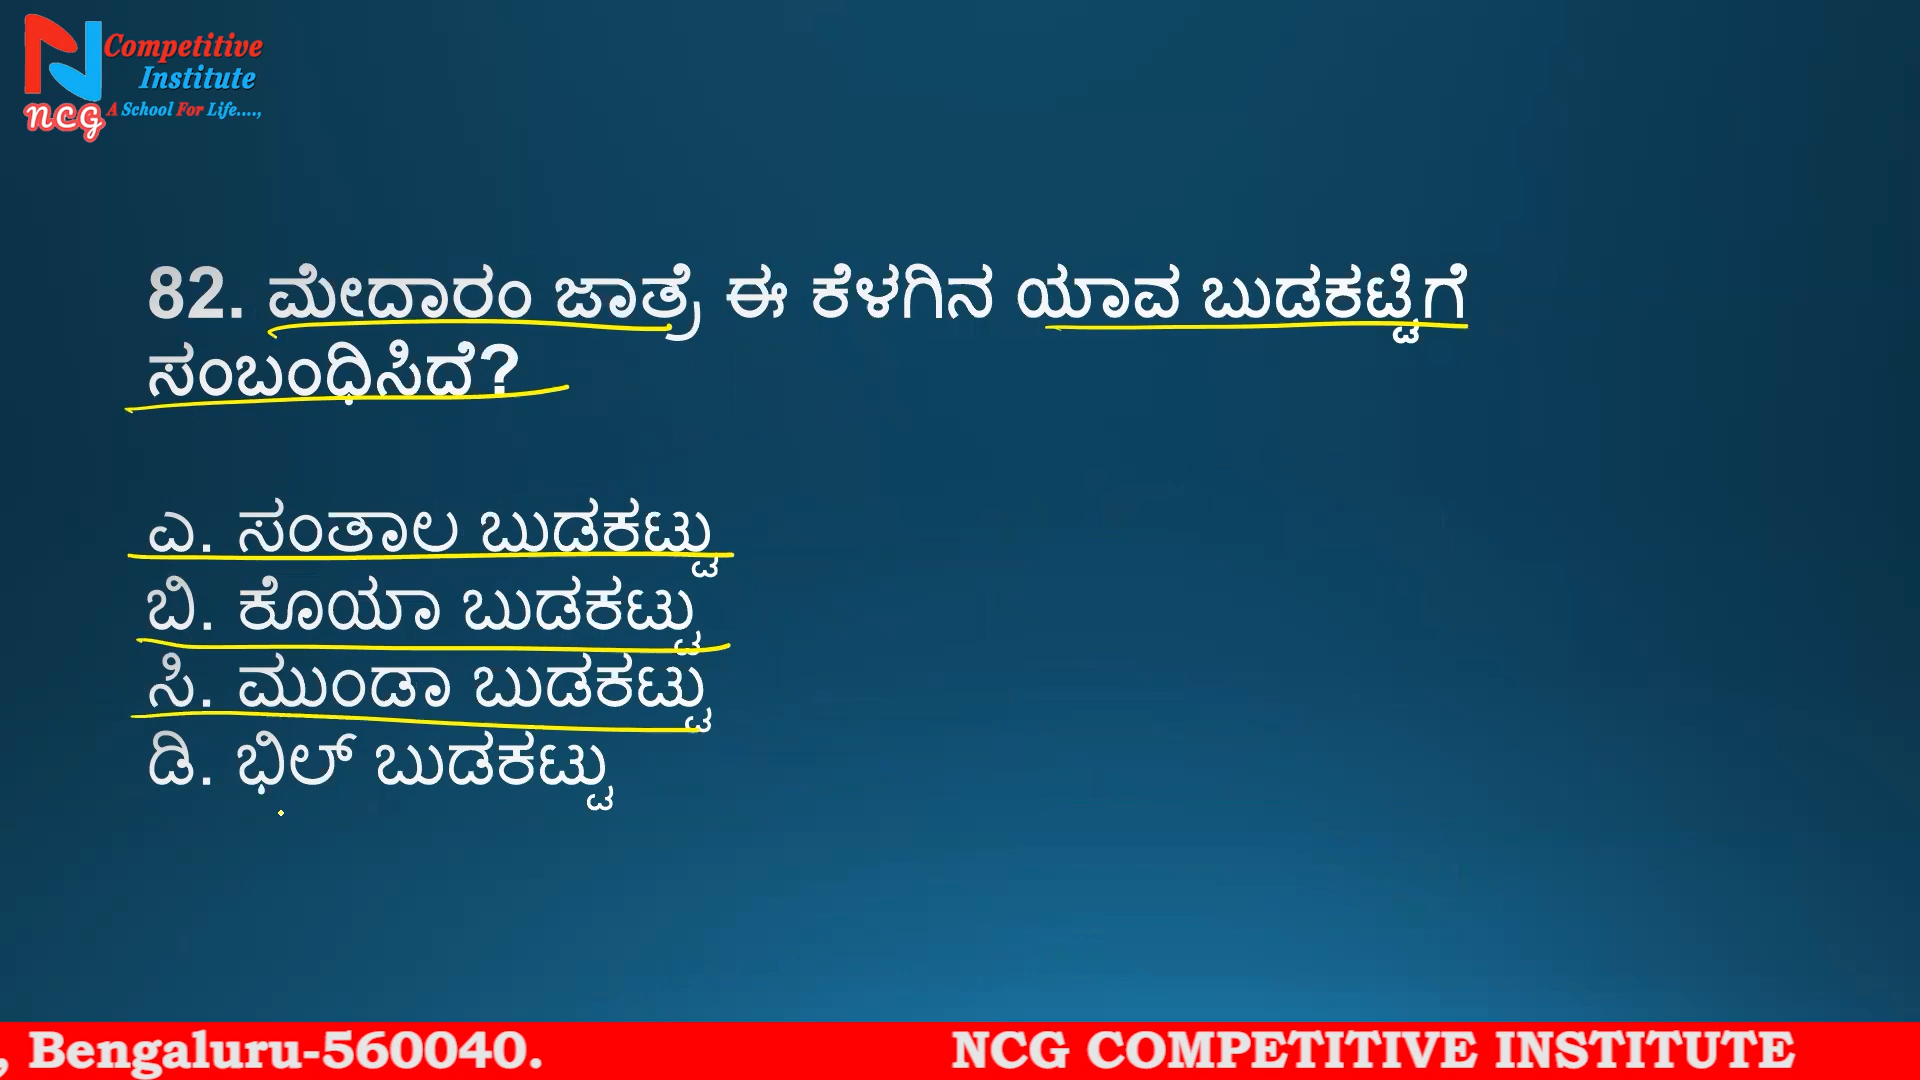 Competitive
Institute
ncg A School For Life....,
82. ಮೇದಾರಂ ಜಾತ್ರೆ ಈ ಕೆಳಗಿನ ಯಾವ ಬುಡಕಟ್ಟಿಗೆ
ಸಂಬಂಧಿಸಿದೆ?
ಎ. ಸಂತಾಲ ಬುಡಕಟ್ಟು
ಬಿ. ಕೊಯಾ ಬುಡಕಟ್ಟು
ಸಿ. ಮುಂಡಾ ಬುಡಕಟ್ಟು
ಡಿ. ಭಿಲ್ ಬುಡಕಟ್ಟು
, Bengaluru-560040. NCG COMPETITIVE INSTITUTE